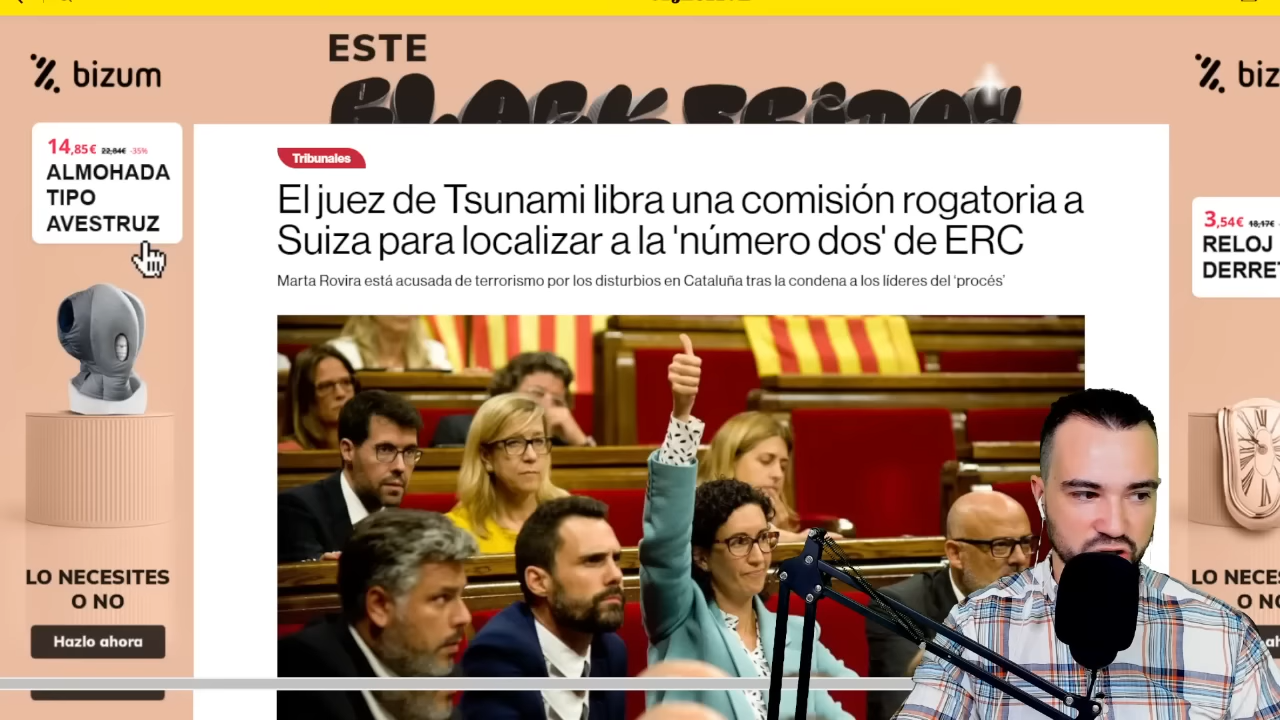 ESTE
BLACK FRIDAY
bizum
biz
14,85€ 22,84€ -35%
ALMOHADA
TIPO
AVESTRUZ
Tribunales
El juez de Tsunami libra una comisión rogatoria a
Suiza para localizar a la 'número dos' de ERC
Marta Rovira está acusada de terrorismo por los disturbios en Cataluña tras la condena a los líderes del 'procés'
3,54€ 18,17€
RELOJ
DERRET
LO NECESITES
O NO
Hazlo ahora
LO NECES
O NO